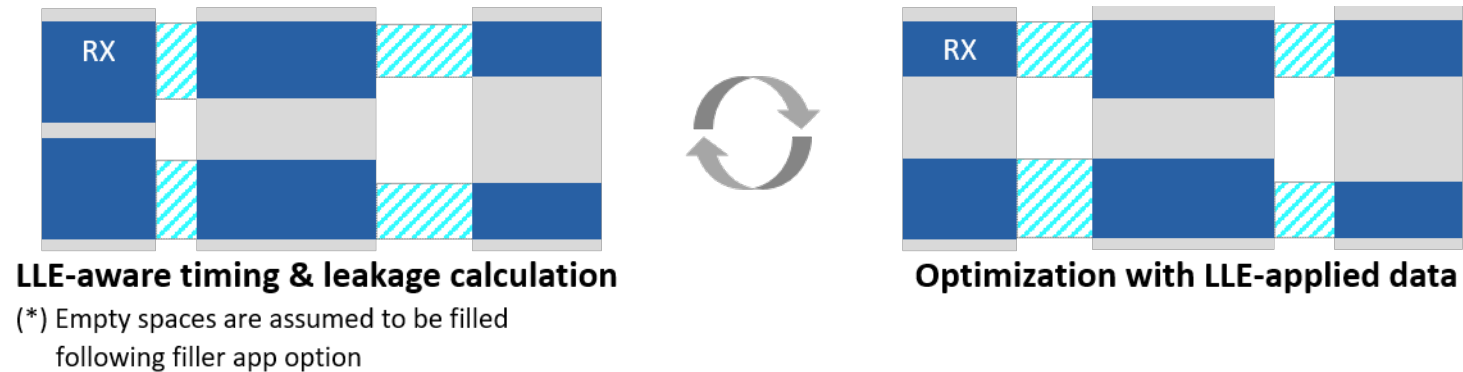 RX
RX
LLE-aware timing & leakage calculation
(*) Empty spaces are assumed to be filled
following filler app option
Optimization with LLE-applied data